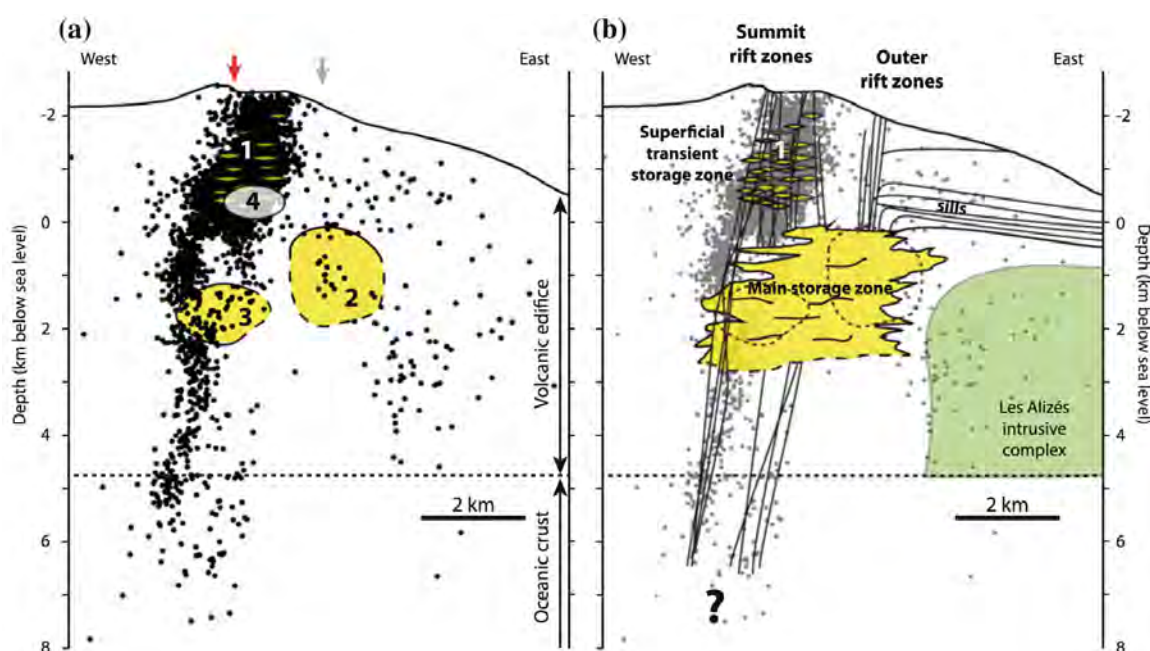 (a)
West
East
-2
0
2
4
6
8
Depth (km below sea level)
1
4
2
3
2 km
Volcanic edifice
Oceanic crust
(b)
West
Summit
rift zones
Outer
rift zones
East
Superficial
transient
storage zone
1
sills
Main storage zone
Les Alizés
intrusive
complex
2 km
?
-2
0
2
4
6
8
Depth (km below sea level)